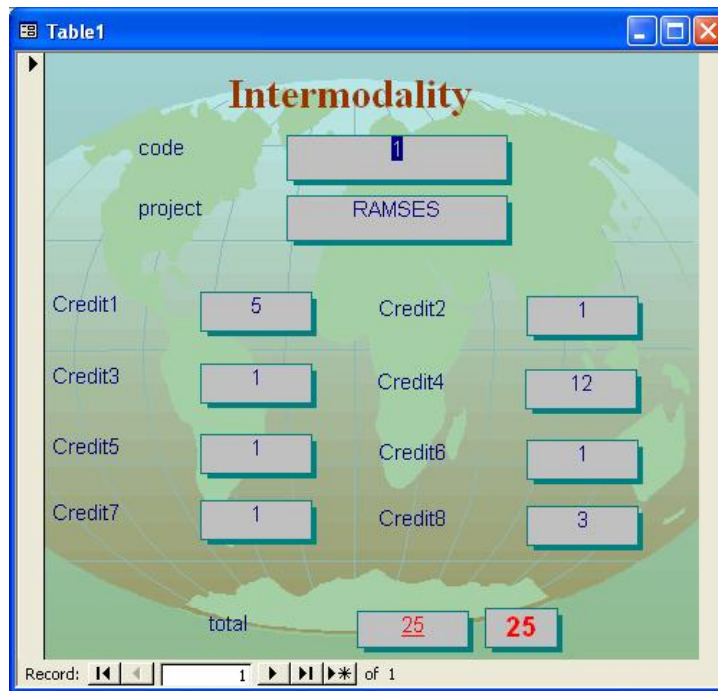 Table1
Intermodality
code 1
project RAMSES
Credit1 5 Credit2 1
Credit3 1 Credit4 12
Credit5 1 Credit6 1
Credit7 1 Credit8 3
total 25 25
Record: 1 of 1